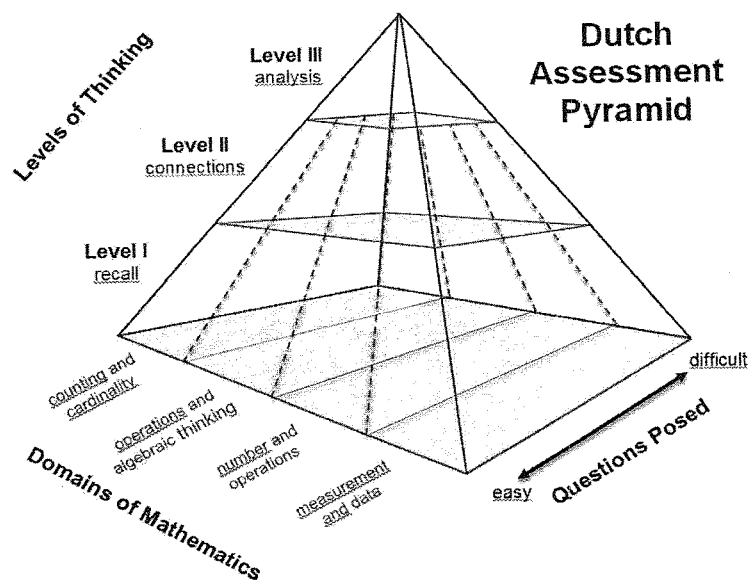 Dutch
Assessment
Pyramid
Levels of Thinking
Level III
analysis
Level II
connections
Level I
recall
counting and
cardinality
operations and
algebraic thinking
number and
operations
measurement
and data
Domains of Mathematics
easy
difficult
Questions Posed